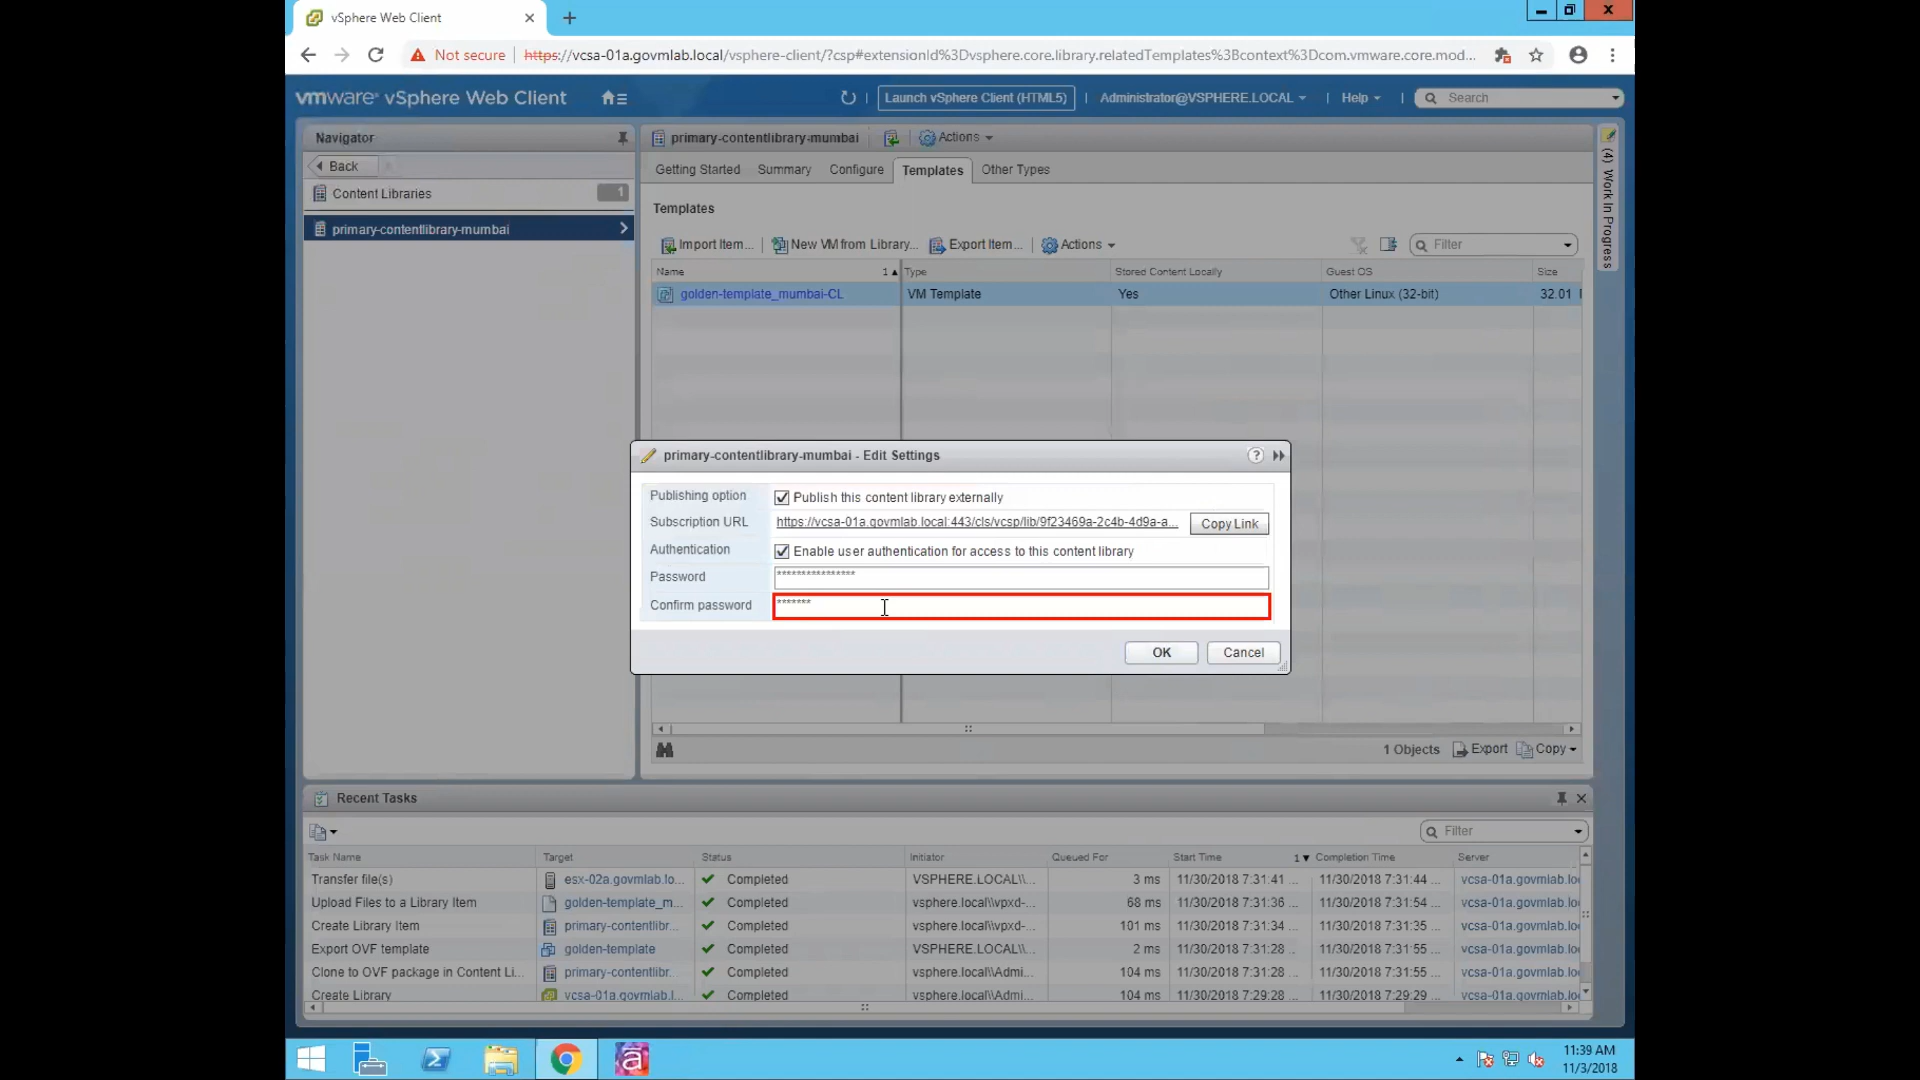 vSphere Web Client
Not secure
https://vcsa-01a.govmlab.local/vsphere-client/?csp#extensionId%3Dvsphere.core.library.relatedTemplates%3Bcontext%3Dcom.vmware.core.mod...
vmware® vSphere Web Client
Launch vSphere Client (HTML5)
Administrator@VSPHERE.LOCAL
Help
Search
Navigator
Back
Content Libraries 1
primary-contentlibrary-mumbai
primary-contentlibrary-mumbai Actions
Getting Started Summary Configure Templates Other Types
Templates
Import Item... New VM from Library... Export Item... Actions Filter
Name 1 Type Stored Content Locally Guest OS Size
golden-template_mumbai-CL VM Template Yes Other Linux (32-bit) 32.01
(4) Work In Progress
primary-contentlibrary-mumbai - Edit Settings
Publishing option Publish this content library externally
Subscription URL https://vcsa-01a.govmlab.local:443/cls/vcsp/lib/9f23469a-2c4b-4d9a-a... Copy Link
Authentication Enable user authentication for access to this content library
Password ****************
Confirm password *******
OK Cancel
1 Objects Export Copy
Recent Tasks
Filter
Task Name Target Status Initiator Queued For Start Time 1 Completion Time Server
Transfer file(s) esx-02a.govmlab.lo... Completed VSPHERE.LOCAL\\... 3 ms 11/30/2018 7:31:41 ... 11/30/2018 7:31:44 ... vcsa-01a.govmlab.lo
Upload Files to a Library Item golden-template_m... Completed vsphere.local\\vpxd-... 68 ms 11/30/2018 7:31:36 ... 11/30/2018 7:31:54 ... vcsa-01a.govmlab.lo
Create Library Item primary-contentlibr... Completed vsphere.local\\vpxd-... 101 ms 11/30/2018 7:31:34 ... 11/30/2018 7:31:35 ... vcsa-01a.govmlab.lo
Export OVF template golden-template Completed VSPHERE.LOCAL\\... 2 ms 11/30/2018 7:31:28 ... 11/30/2018 7:31:55 ... vcsa-01a.govmlab.lo
Clone to OVF package in Content Li... primary-contentlibr... Completed vsphere.local\\Admi... 104 ms 11/30/2018 7:31:28 ... 11/30/2018 7:31:55 ... vcsa-01a.govmlab.lo
Create Library vcsa-01a.govmlab.l... Completed vsphere.local\\Admi... 104 ms 11/30/2018 7:29:28 ... 11/30/2018 7:29:29 ... vcsa-01a.govmlab.lo
11:39 AM
11/3/2018